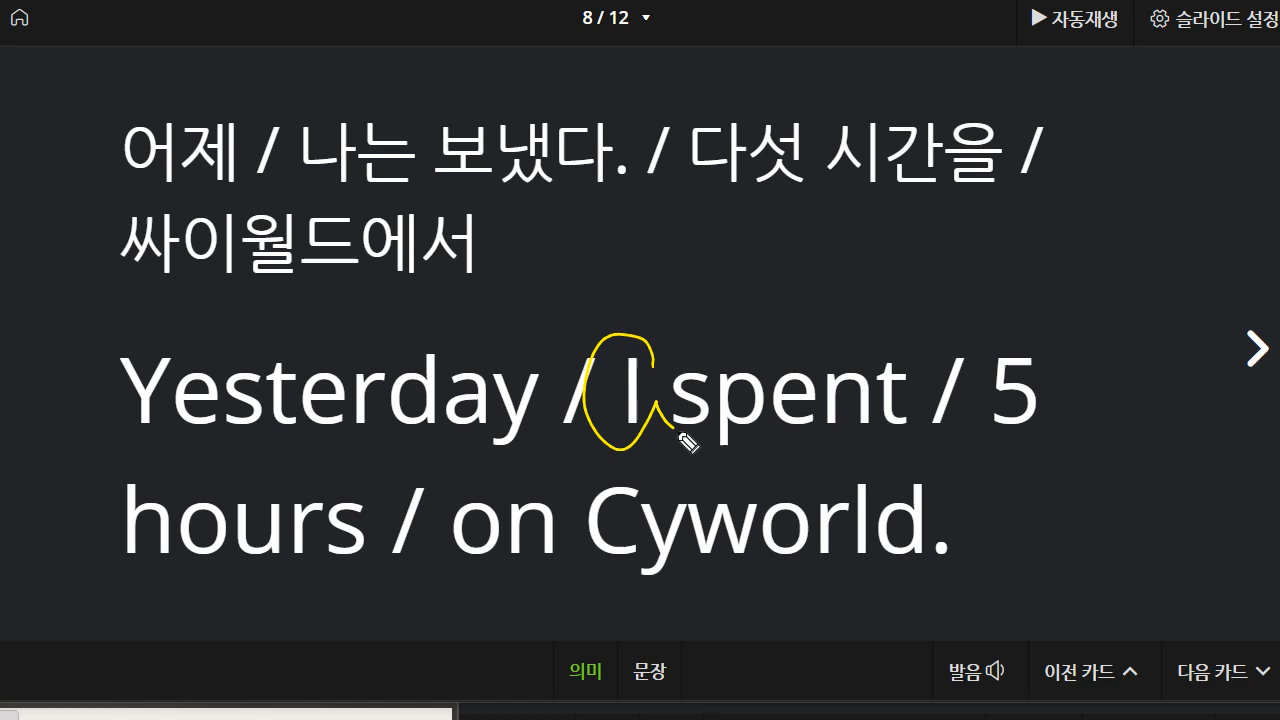 8 / 12
자동재생
슬라이드 설정
어제 / 나는 보냈다. / 다섯 시간을 /
싸이월드에서
Yesterday / I spent / 5
hours / on Cyworld.
의미
문장
발음
이전 카드
다음 카드